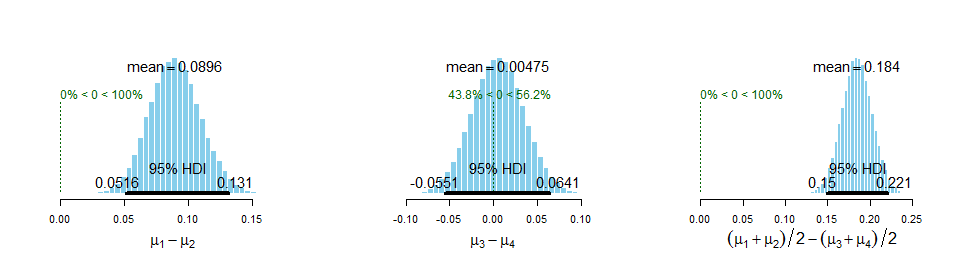 mean = 0.0896
0% < 0 < 100%
95% HDI
0.0516 0.131
0.00 0.05 0.10 0.15
μ1 − μ2
mean = 0.00475
43.8% < 0 < 56.2%
95% HDI
-0.0551 0.0641
-0.10 -0.05 0.00 0.05 0.10
μ3 − μ4
mean = 0.184
0% < 0 < 100%
95% HDI
0.15 0.221
0.00 0.05 0.10 0.15 0.20 0.25
(μ1 + μ2)/2 − (μ3 + μ4)/2